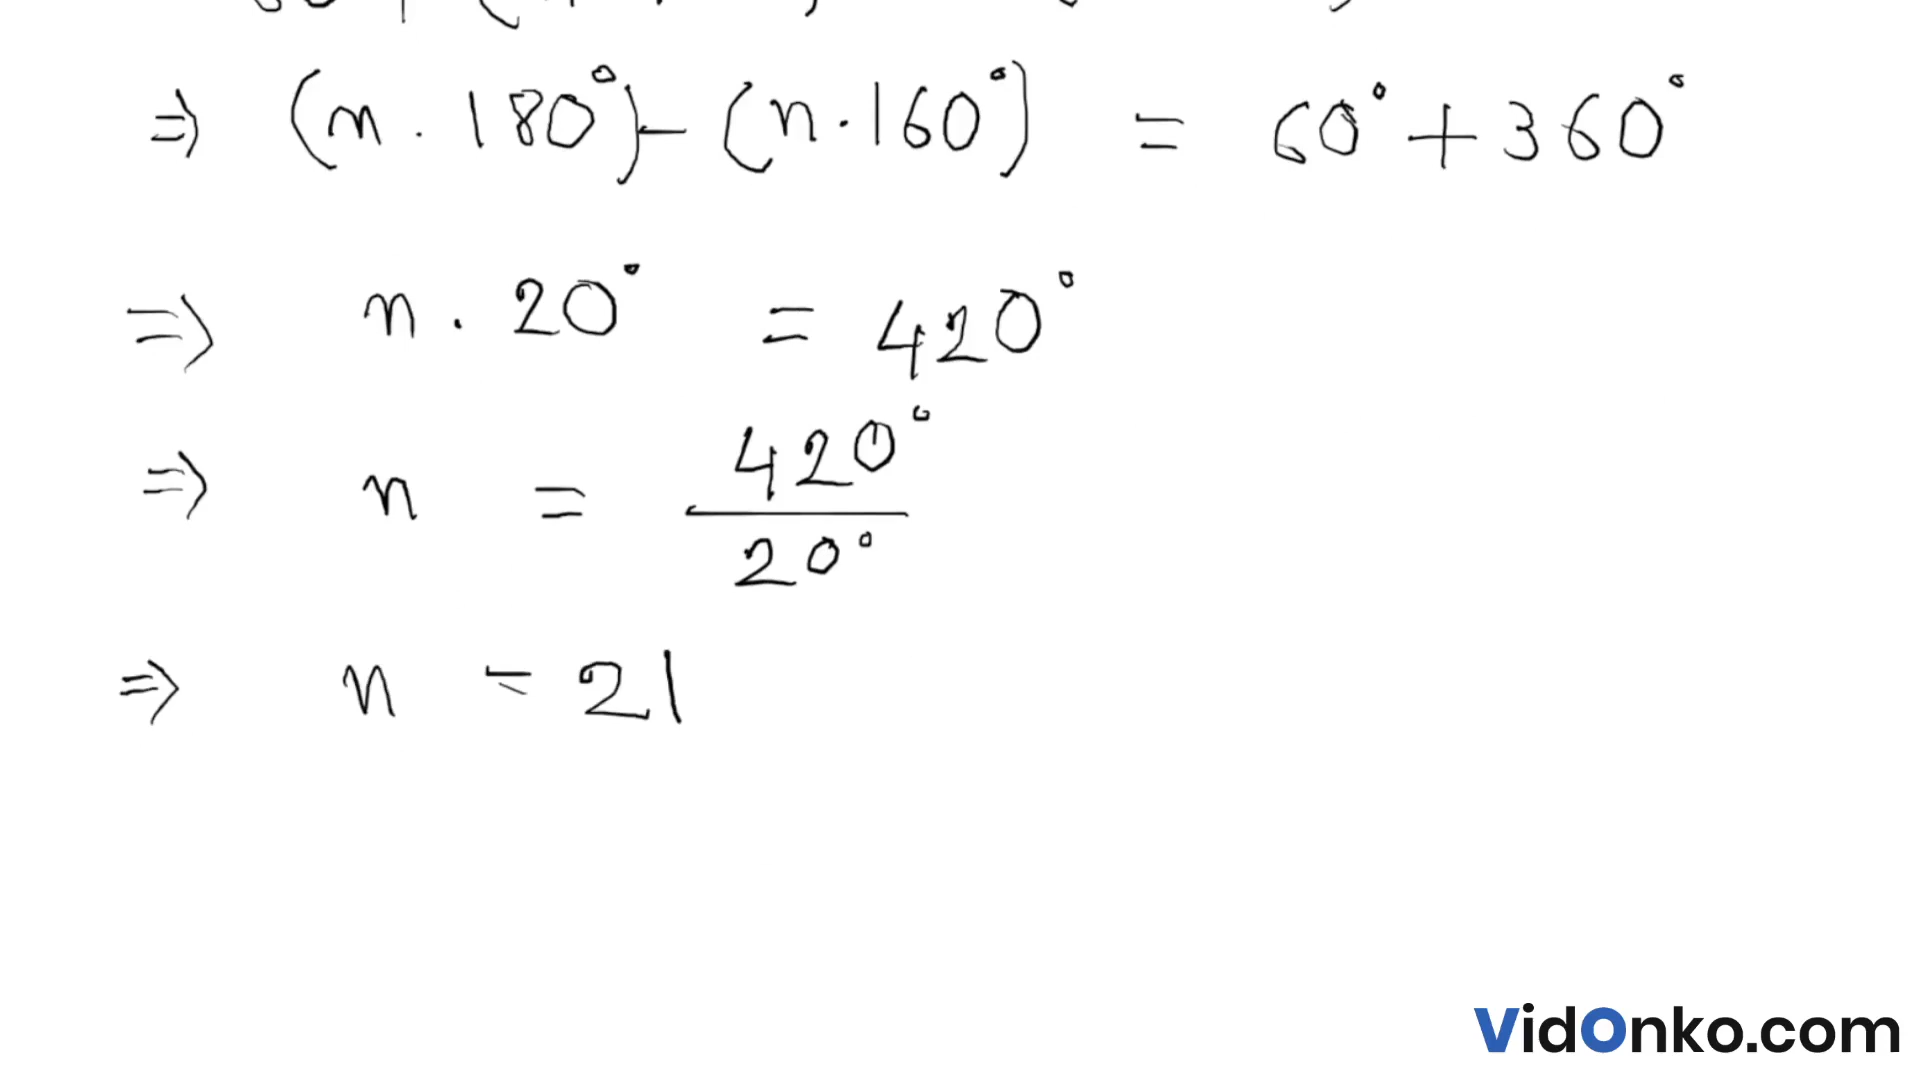 ⇒ (n · 180°) - (n · 160°) = 60° + 360°
⇒ n · 20° = 420°
⇒ n = 420° / 20°
⇒ n = 21
VidOnko.com